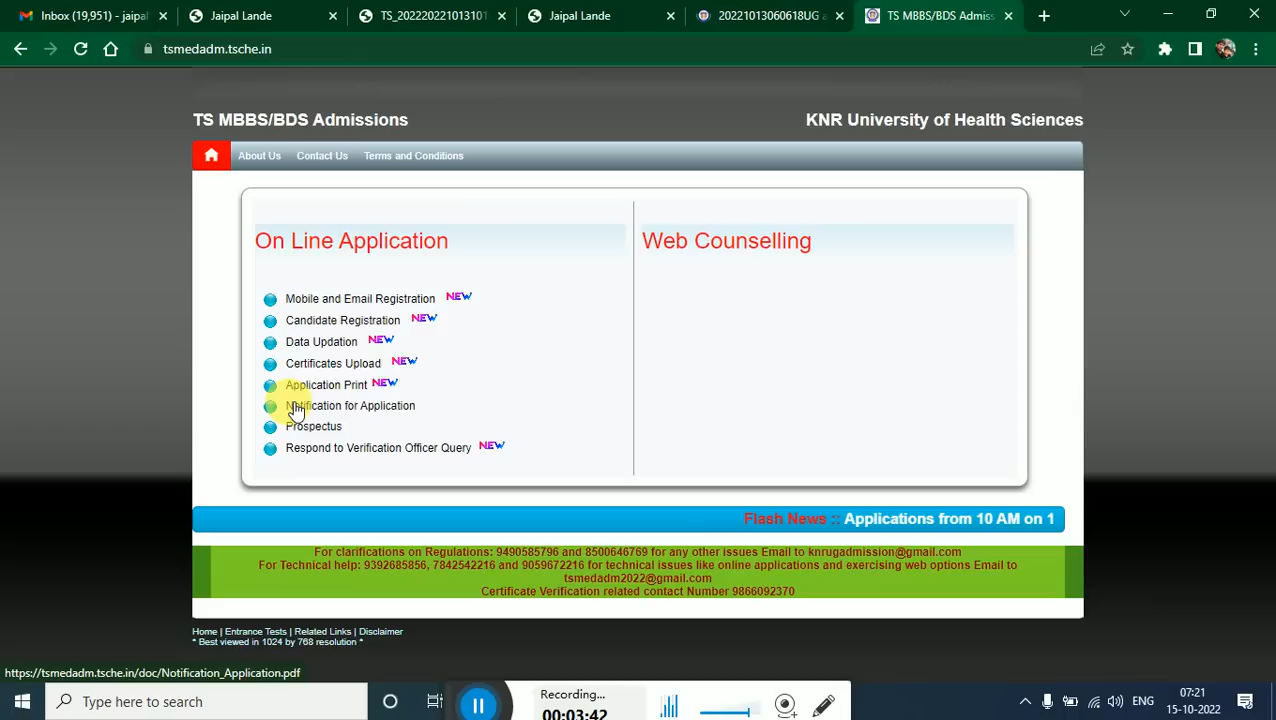 Inbox (19,951) - jaipal
Jaipal Lande
TS_20222022101310
Jaipal Lande
20221013060618UG a
TS MBBS/BDS Admiss
tsmedadm.tsche.in
TS MBBS/BDS Admissions
KNR University of Health Sciences
About Us
Contact Us
Terms and Conditions
On Line Application
Web Counselling
Mobile and Email Registration NEW
Candidate Registration NEW
Data Updation NEW
Certificates Upload NEW
Application Print NEW
Notification for Application
Prospectus
Respond to Verification Officer Query NEW
Flash News :: Applications from 10 AM on 1
For clarifications on Regulations: 9490585796 and 8500646769 for any other issues Email to knrugadmission@gmail.com
For Technical help: 9392685856, 7842542216 and 9059672216 for technical issues like online applications and exercising web options Email to
tsmedadm2022@gmail.com
Certificate Verification related contact Number 9866092370
Home | Entrance Tests | Related Links | Disclaimer
* Best viewed in 1024 by 768 resolution *
https://tsmedadm.tsche.in/doc/Notification_Application.pdf
Type here to search
Recording...
00:03:42
ENG
07:21
15-10-2022